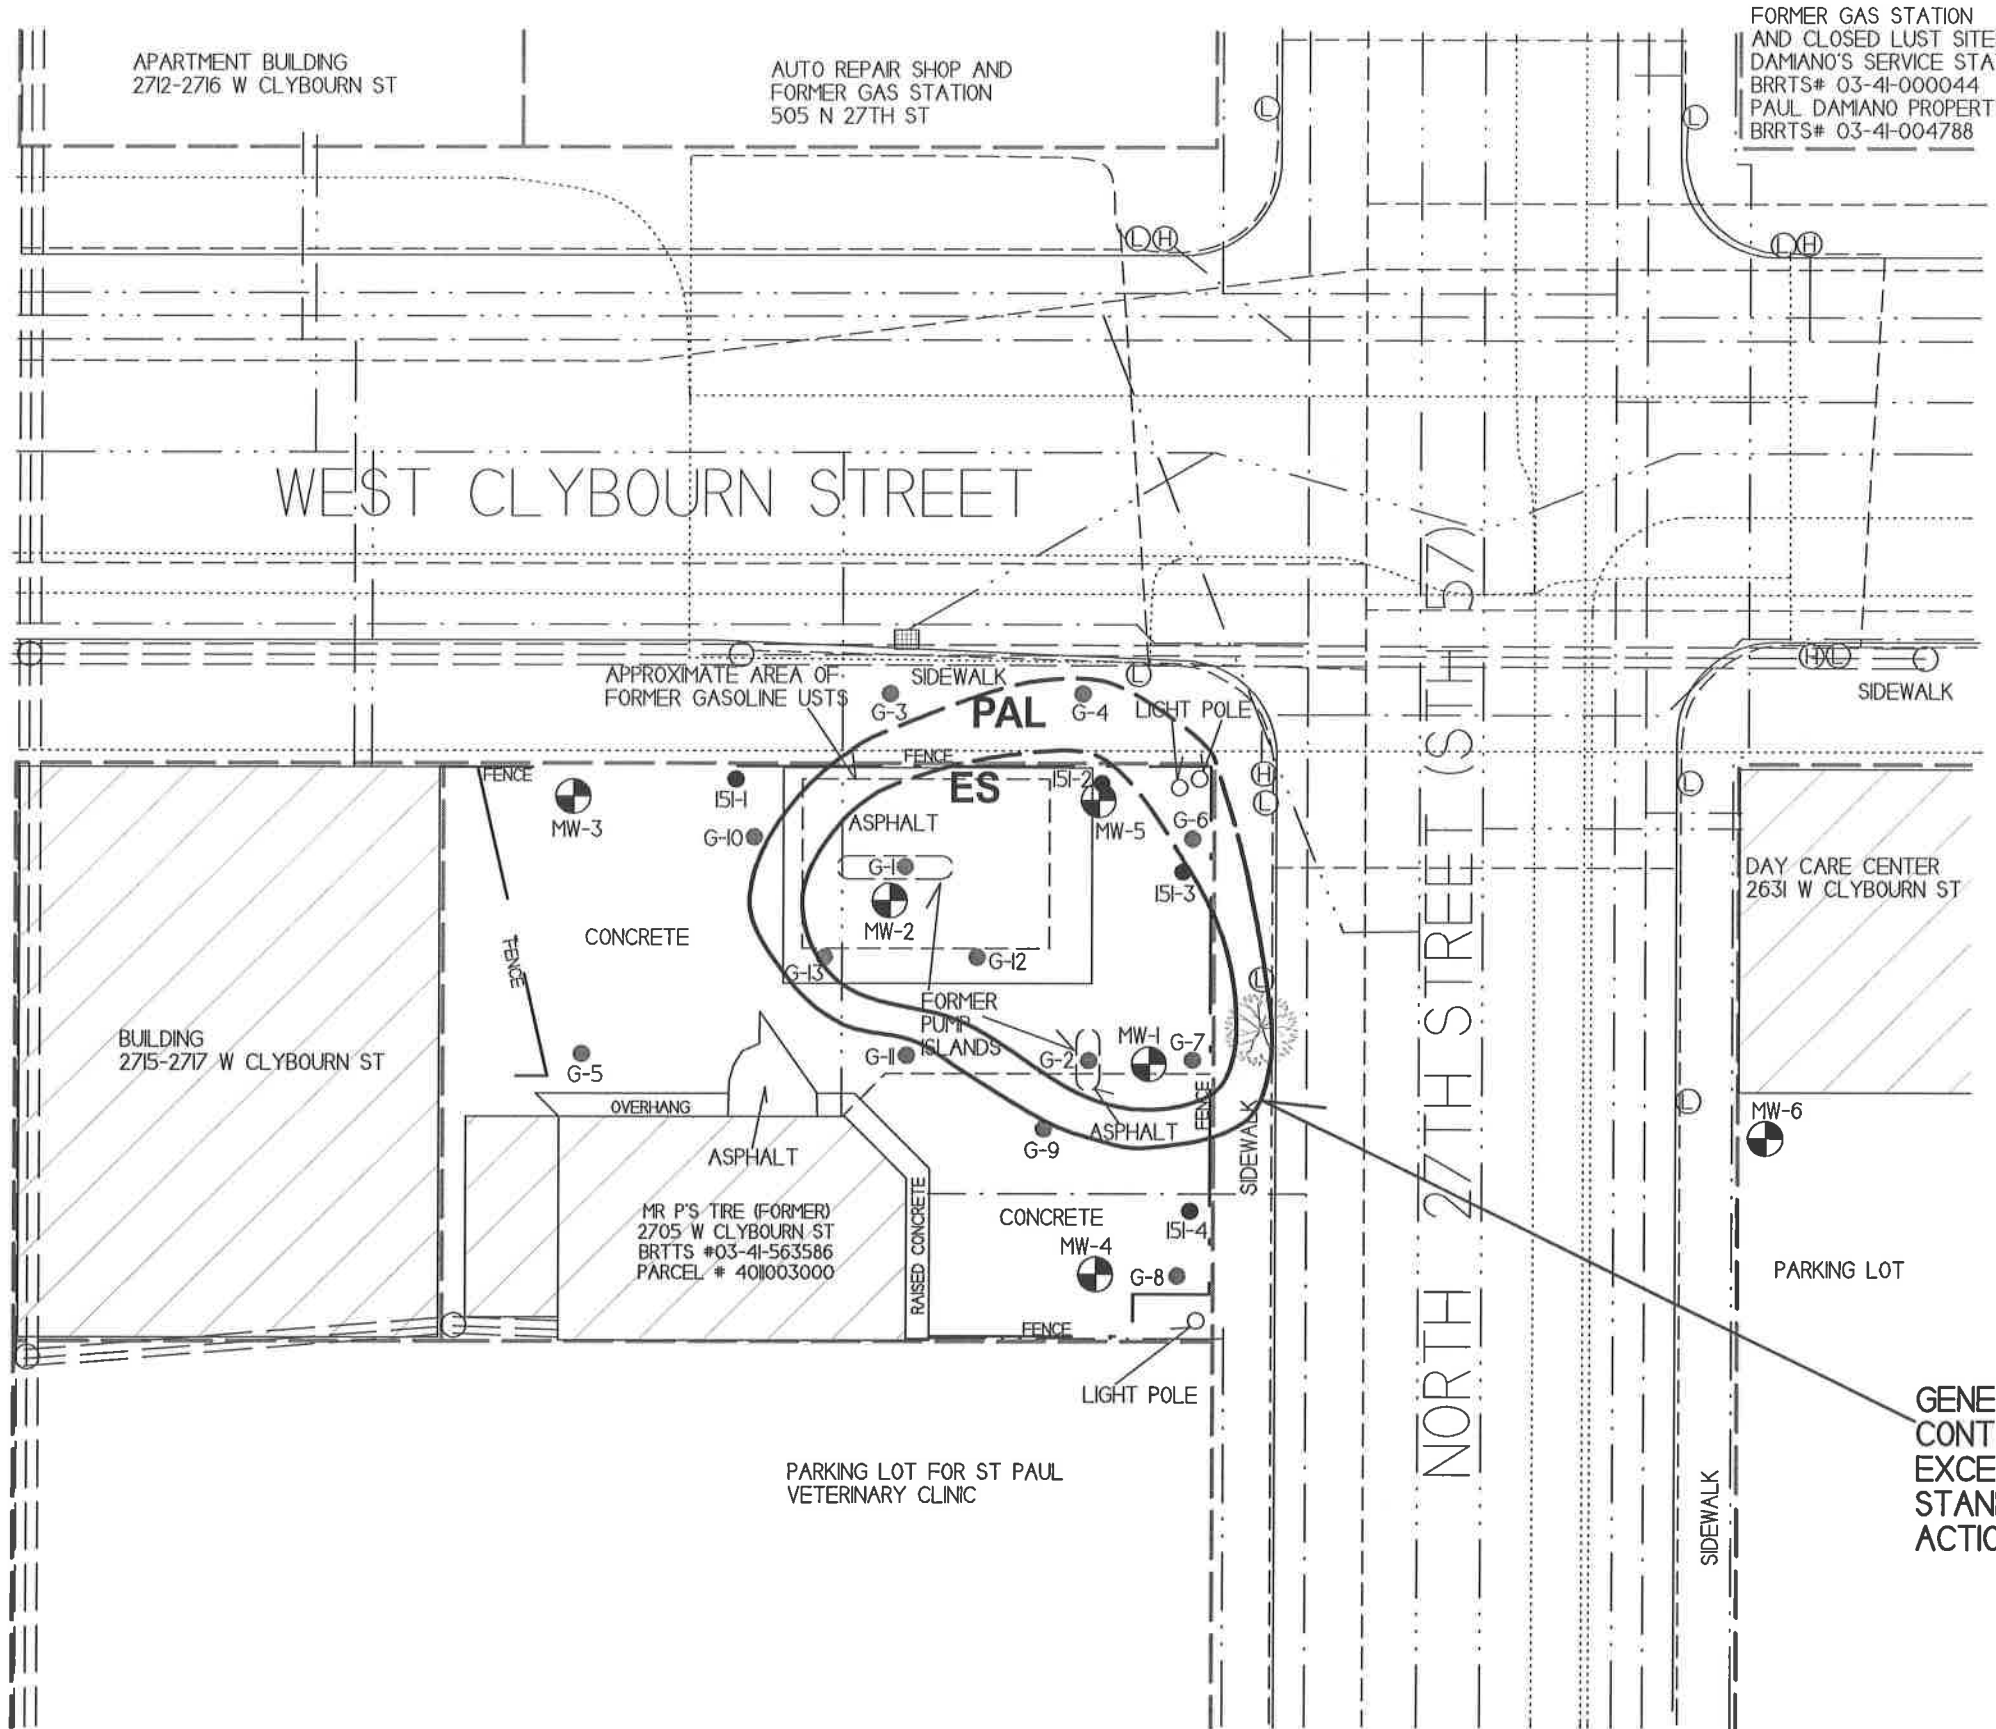 APARTMENT BUILDING
2712-2716 W CLYBOURN ST
AUTO REPAIR SHOP AND
FORMER GAS STATION
505 N 27TH ST
FORMER GAS STATION
AND CLOSED LUST SITE
DAMIANO'S SERVICE STA
BRRTS# 03-41-000044
PAUL DAMIANO PROPERT
BRRTS# 03-41-004788
L
L
L H
L H
WEST CLYBOURN STREET
NORTH 27TH STREET (STH 57)
APPROXIMATE AREA OF
FORMER GASOLINE USTS
SIDEWALK
L
H L
SIDEWALK
G-3
PAL
G-4
LIGHT POLE
FENCE
FENCE
ES
151-1
151-2
H
L
L
MW-3
MW-5
G-6
G-10
ASPHALT
G-1
151-3
DAY CARE CENTER
2631 W CLYBOURN ST
MW-2
CONCRETE
FENCE
G-13
G-12
L
FORMER
PUMP
ISLANDS
BUILDING
2715-2717 W CLYBOURN ST
G-5
G-11
G-2
MW-1
G-7
FENCE
OVERHANG
L
MW-6
G-9
ASPHALT
SIDEWALK
ASPHALT
MR P'S TIRE (FORMER)
2705 W CLYBOURN ST
BRTTS #03-41-563586
PARCEL # 4011003000
RAISED CONCRETE
CONCRETE
151-4
MW-4
G-8
PARKING LOT
FENCE
LIGHT POLE
PARKING LOT FOR ST PAUL
VETERINARY CLINIC
SIDEWALK
GENE
CONT
EXCE
STAN
ACTIO